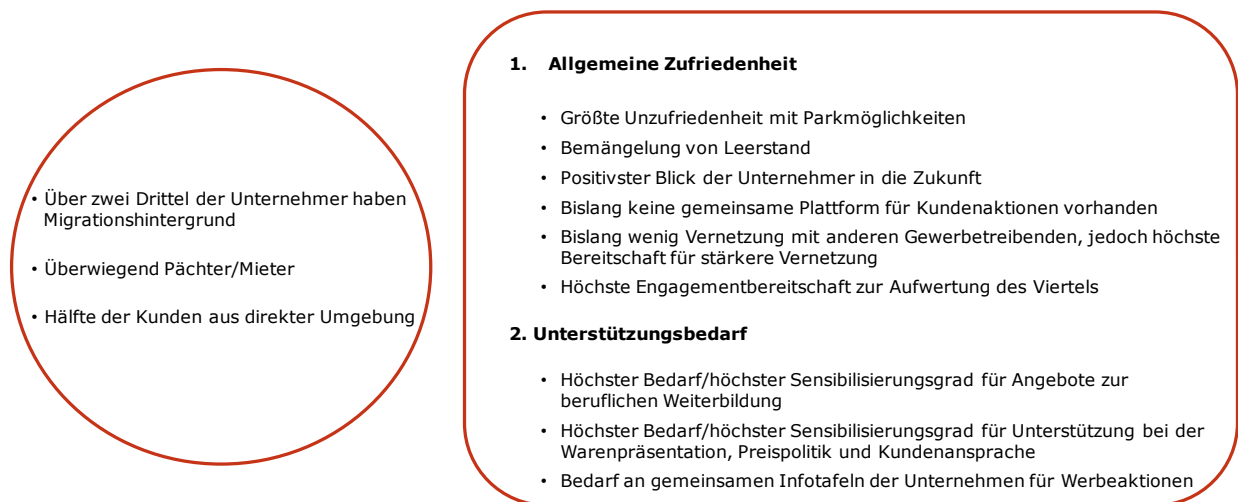 • Über zwei Drittel der Unternehmer haben
Migrationshintergrund
• Überwiegend Pächter/Mieter
• Hälfte der Kunden aus direkter Umgebung
1. Allgemeine Zufriedenheit
• Größte Unzufriedenheit mit Parkmöglichkeiten
• Bemängelung von Leerstand
• Positivster Blick der Unternehmer in die Zukunft
• Bislang keine gemeinsame Plattform für Kundenaktionen vorhanden
• Bislang wenig Vernetzung mit anderen Gewerbetreibenden, jedoch höchste
Bereitschaft für stärkere Vernetzung
• Höchste Engagementbereitschaft zur Aufwertung des Viertels
2. Unterstützungsbedarf
• Höchster Bedarf/höchster Sensibilisierungsgrad für Angebote zur
beruflichen Weiterbildung
• Höchster Bedarf/höchster Sensibilisierungsgrad für Unterstützung bei der
Warenpräsentation, Preispolitik und Kundenansprache
• Bedarf an gemeinsamen Infotafeln der Unternehmen für Werbeaktionen